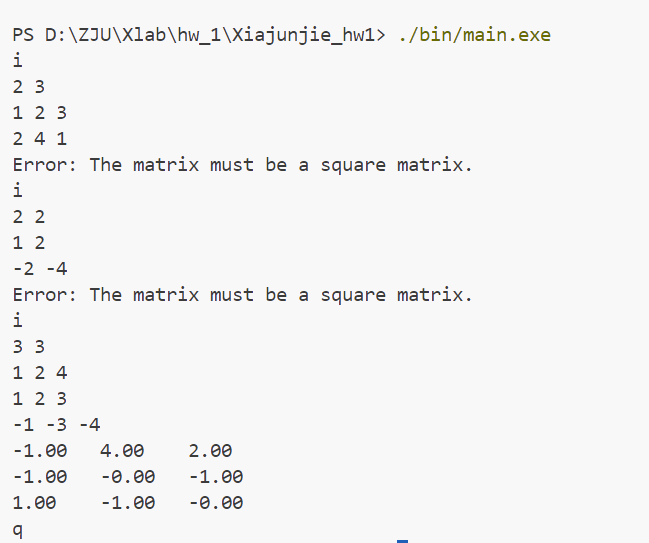 PS D:\ZJU\Xlab\hw_1\Xiajunjie_hw1> ./bin/main.exe
i
2 3
1 2 3
2 4 1
Error: The matrix must be a square matrix.
i
2 2
1 2
-2 -4
Error: The matrix must be a square matrix.
i
3 3
1 2 4
1 2 3
-1 -3 -4
-1.00   4.00    2.00
-1.00   -0.00   -1.00
1.00    -1.00   -0.00
q